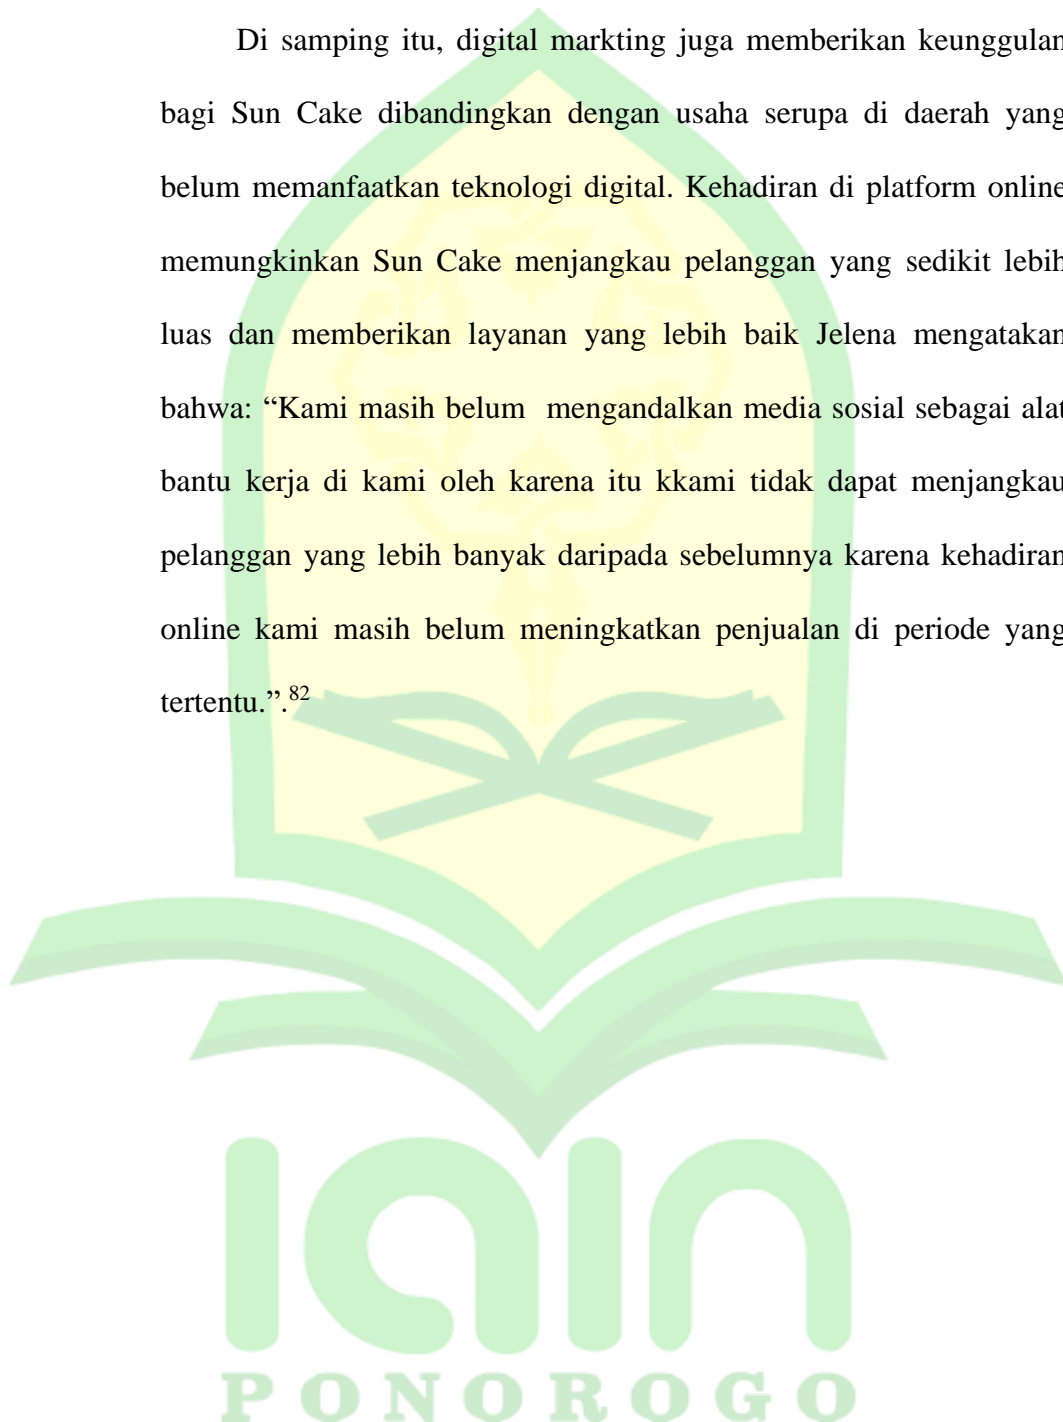 Di samping itu, digital markting juga memberikan keunggulan
bagi Sun Cake dibandingkan dengan usaha serupa di daerah yang
belum memanfaatkan teknologi digital. Kehadiran di platform online
memungkinkan Sun Cake menjangkau pelanggan yang sedikit lebih
luas dan memberikan layanan yang lebih baik Jelena mengatakan
bahwa: “Kami masih belum  mengandalkan media sosial sebagai alat
bantu kerja di kami oleh karena itu kkami tidak dapat menjangkau
pelanggan yang lebih banyak daripada sebelumnya karena kehadiran
online kami masih belum meningkatkan penjualan di periode yang
tertentu.”.82
iain
PONOROGO